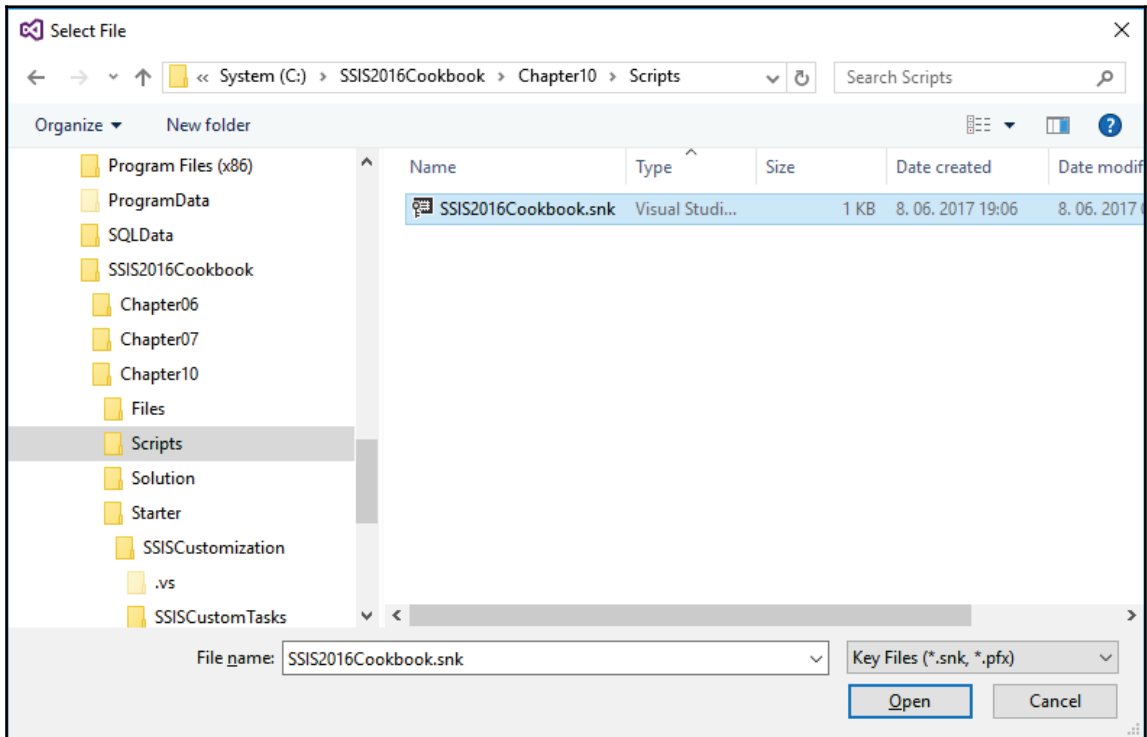 Select File
« System (C:) › SSIS2016Cookbook › Chapter10 › Scripts
Search Scripts
Organize
New folder
Program Files (x86)
ProgramData
SQLData
SSIS2016Cookbook
Chapter06
Chapter07
Chapter10
Files
Scripts
Solution
Starter
SSISCustomization
.vs
SSISCustomTasks
Name Type Size Date created Date modif
SSIS2016Cookbook.snk Visual Studi... 1 KB 8. 06. 2017 19:06 8. 06. 2017
File name: SSIS2016Cookbook.snk
Key Files (*.snk, *.pfx)
Open Cancel